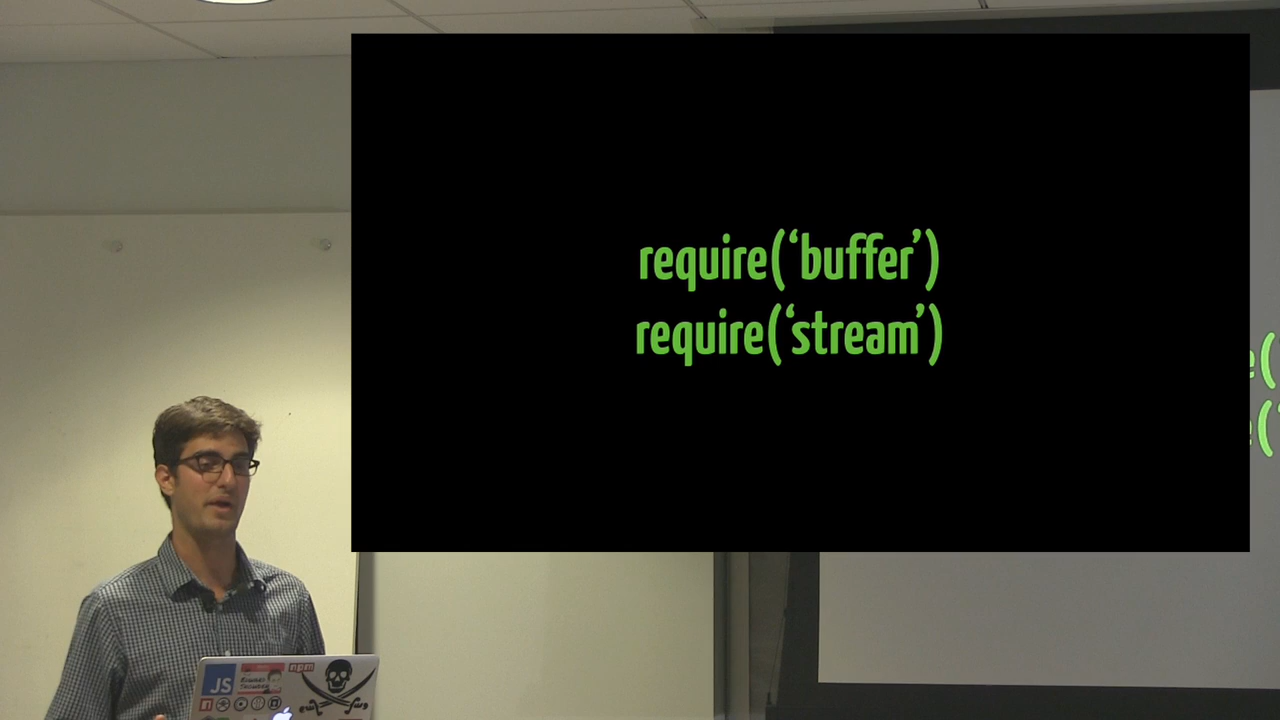 require(‘buffer’)
require(‘stream’)
e(‘
e(‘
JS
npm